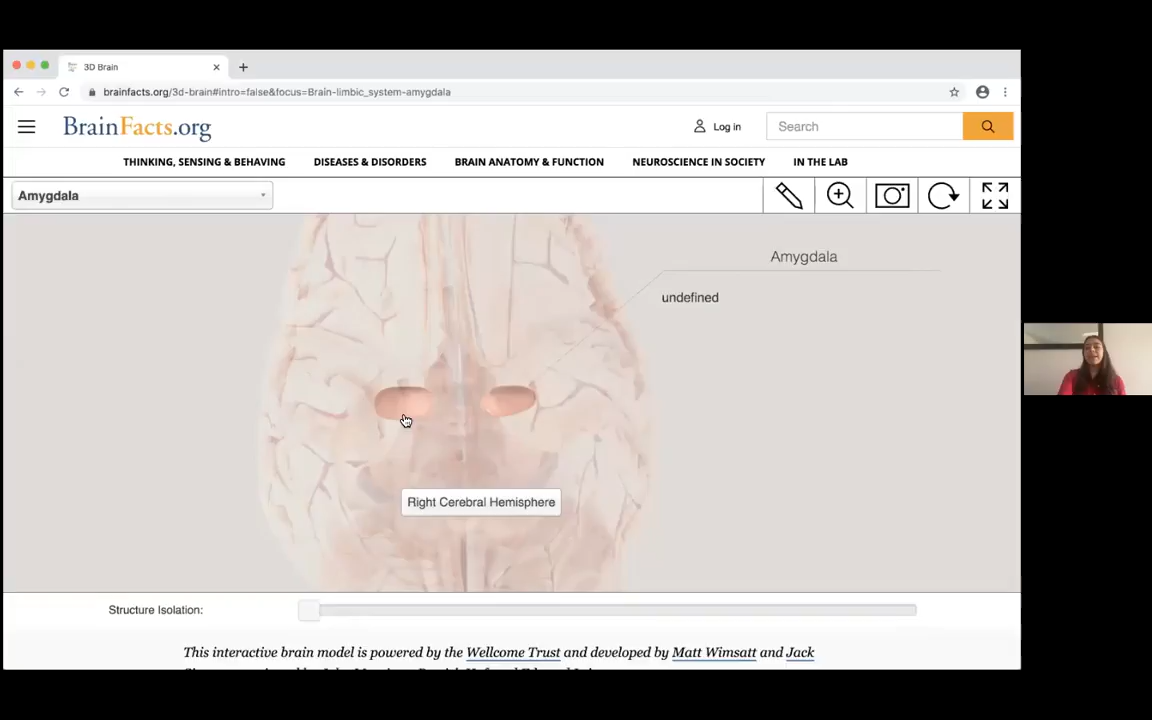 3D Brain
brainfacts.org/3d-brain#intro=false&focus=Brain-limbic_system-amygdala
BrainFacts.org
Log in
Search
THINKING, SENSING & BEHAVING
DISEASES & DISORDERS
BRAIN ANATOMY & FUNCTION
NEUROSCIENCE IN SOCIETY
IN THE LAB
Amygdala
Amygdala
undefined
Right Cerebral Hemisphere
Structure Isolation:
This interactive brain model is powered by the Wellcome Trust and developed by Matt Wimsatt and Jack